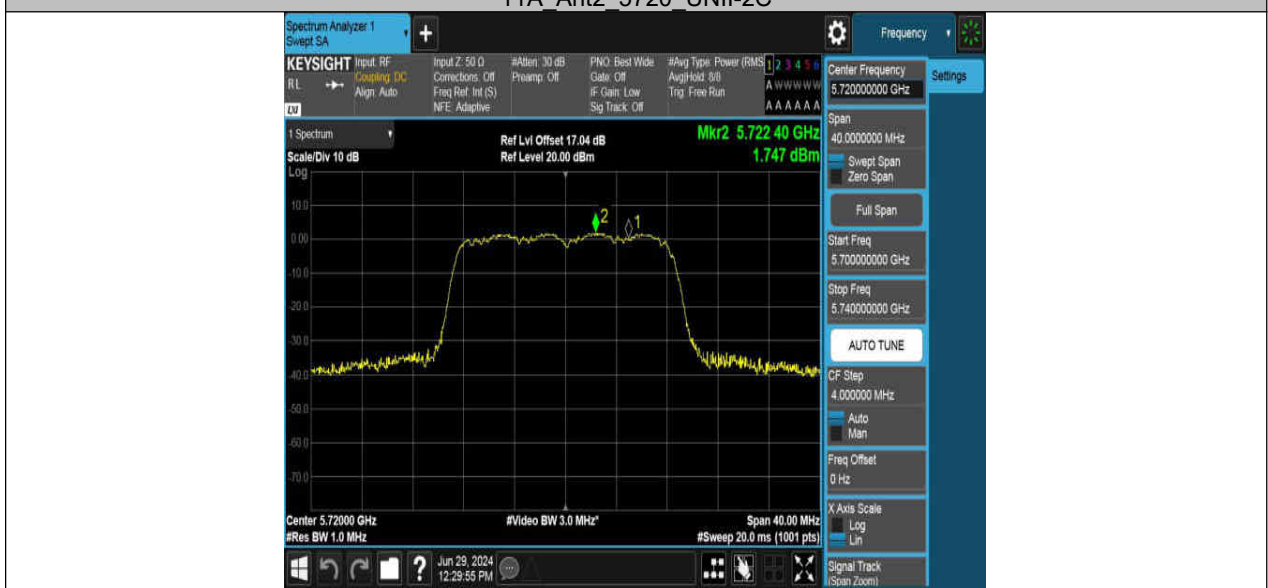 11A_Ant2_5720_UNII-2C
Spectrum Analyzer 1
Swept SA
+
Frequency
KEYSIGHT
RL
LXI
Input: RF
Coupling: DC
Align: Auto
Input Z: 50 Ω
Corrections: Off
Freq Ref: Int (S)
NFE: Adaptive
#Atten: 30 dB
Preamp: Off
PNO: Best Wide
Gate: Off
IF Gain: Low
Sig Track: Off
#Avg Type: Power (RMS
Avg|Hold: 8/8
Trig: Free Run
1 2 3 4 5 6
A W W W W W
A A A A A A
1 Spectrum
Scale/Div 10 dB
Ref Lvl Offset 17.04 dB
Ref Level 20.00 dBm
Mkr2 5.722 40 GHz
1.747 dBm
Log
10.0
0.00
-10.0
-20.0
-30.0
-40.0
-50.0
-60.0
-70.0
2
1
Center 5.72000 GHz
#Res BW 1.0 MHz
#Video BW 3.0 MHz*
Span 40.00 MHz
#Sweep 20.0 ms (1001 pts)
Center Frequency
5.720000000 GHz
Settings
Span
40.0000000 MHz
Swept Span
Zero Span
Full Span
Start Freq
5.700000000 GHz
Stop Freq
5.740000000 GHz
AUTO TUNE
CF Step
4.000000 MHz
Auto
Man
Freq Offset
0 Hz
X Axis Scale
Log
Lin
Signal Track
(Span Zoom)
?
Jun 29, 2024
12:29:55 PM